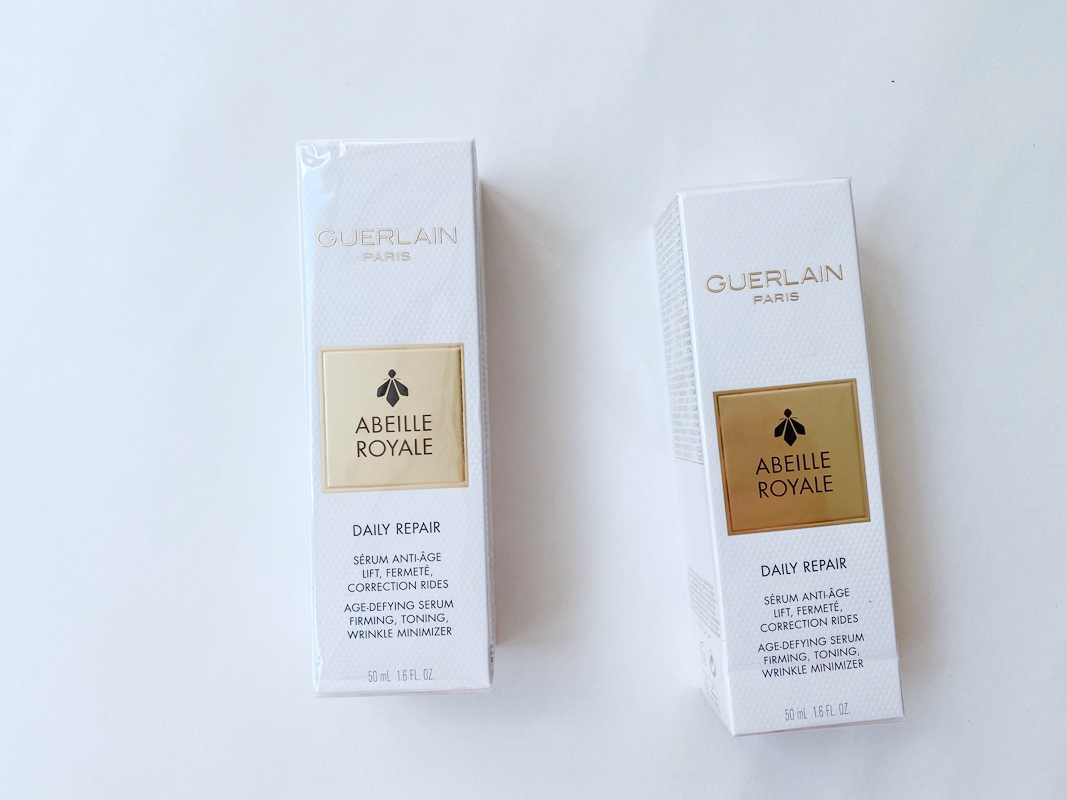 GUERLAIN
PARIS
ABEILLE
ROYALE
DAILY REPAIR
SÉRUM ANTI-ÂGE
LIFT, FERMETÉ,
CORRECTION RIDES
AGE-DEFYING SERUM
FIRMING, TONING,
WRINKLE MINIMIZER
50 mL 1.6 FL. OZ.
GUERLAIN
PARIS
ABEILLE
ROYALE
DAILY REPAIR
SÉRUM ANTI-ÂGE
LIFT, FERMETÉ,
CORRECTION RIDES
AGE-DEFYING SERUM
FIRMING, TONING,
WRINKLE MINIMIZER
50 mL 1.6 FL. OZ.